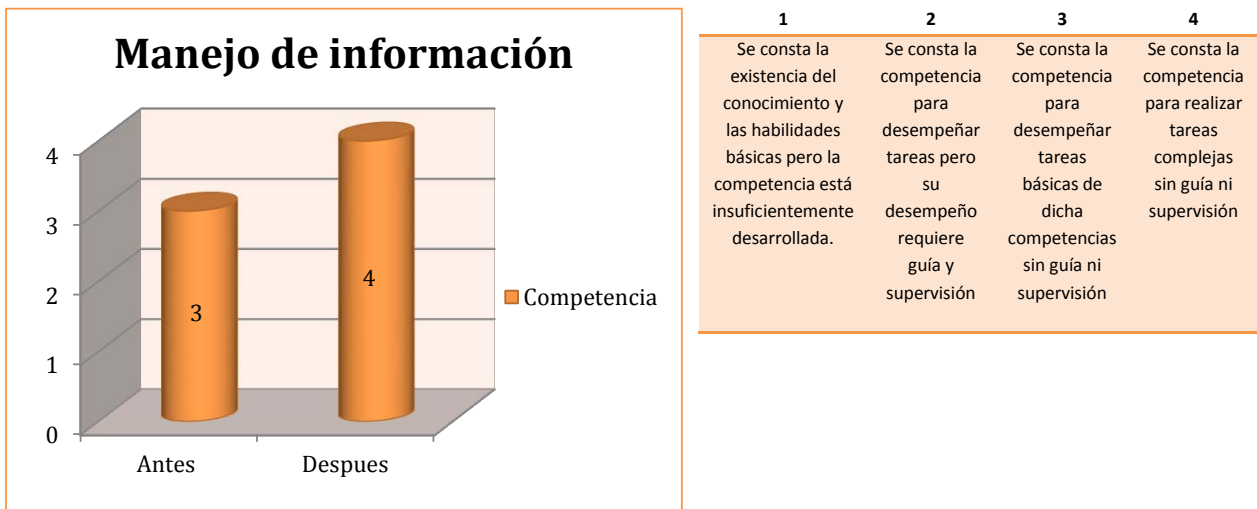 Manejo de información
4
3
2
1
0
3
4
Antes
Despues
Competencia
1
2
3
4
Se consta la
existencia del
conocimiento y
las habilidades
básicas pero la
competencia está
insuficientemente
desarrollada.
Se consta la
competencia
para
desempeñar
tareas pero
su
desempeño
requiere
guía y
supervisión
Se consta la
competencia
para
desempeñar
tareas
básicas de
dicha
competencias
sin guía ni
supervisión
Se consta la
competencia
para realizar
tareas
complejas
sin guía ni
supervisión